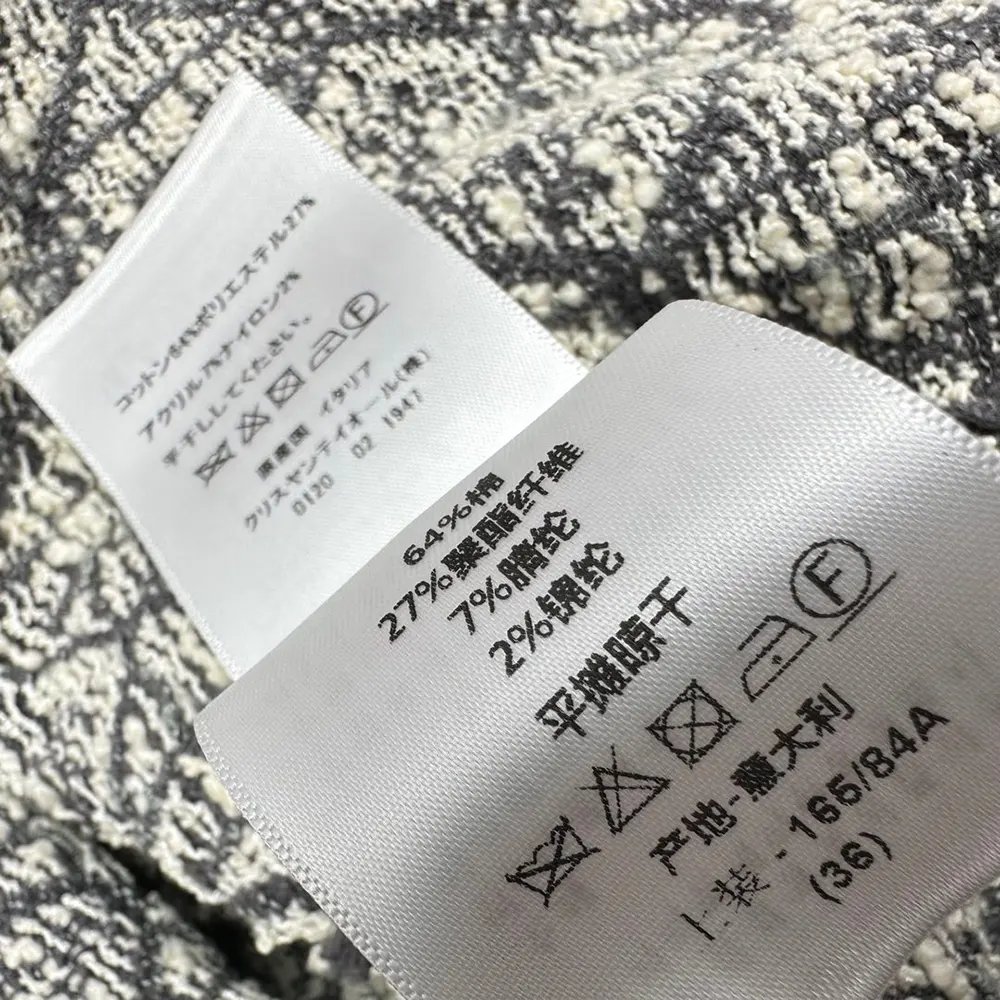 コットン64%ポリエステル27%
アクリル7%ナイロン2%
平干ししてください。
F
原産国 イタリア
クリスヤンディオール(株)
0120 02 1947
64%棉
27%聚酯纤维
7%腈纶
2%锦纶
平摊晾干
F
产地-意大利
上装 - 165/84A
(36)